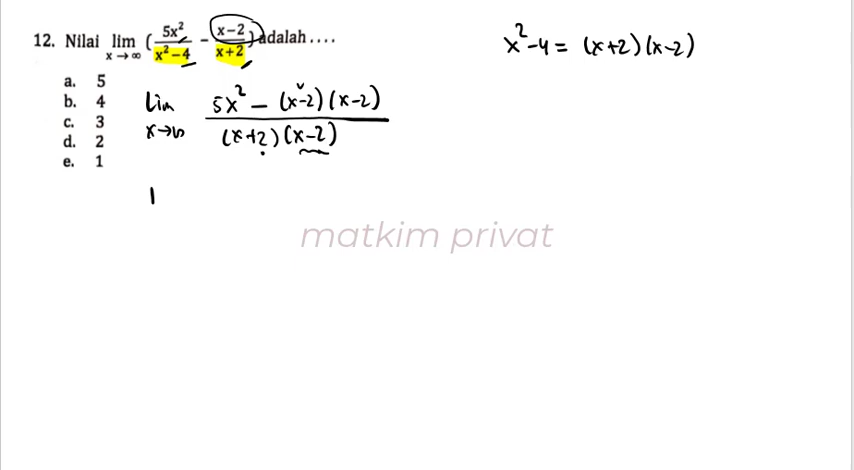 12. Nilai lim x→∞ (5x²/x²−4 − x−2/x+2) adalah....
x²-4 = (x+2)(x-2)
a. 5
b. 4
c. 3
d. 2
e. 1
lim x→∞ 5x² − (x-2)(x-2) / (x+2)(x-2)
matkim privat